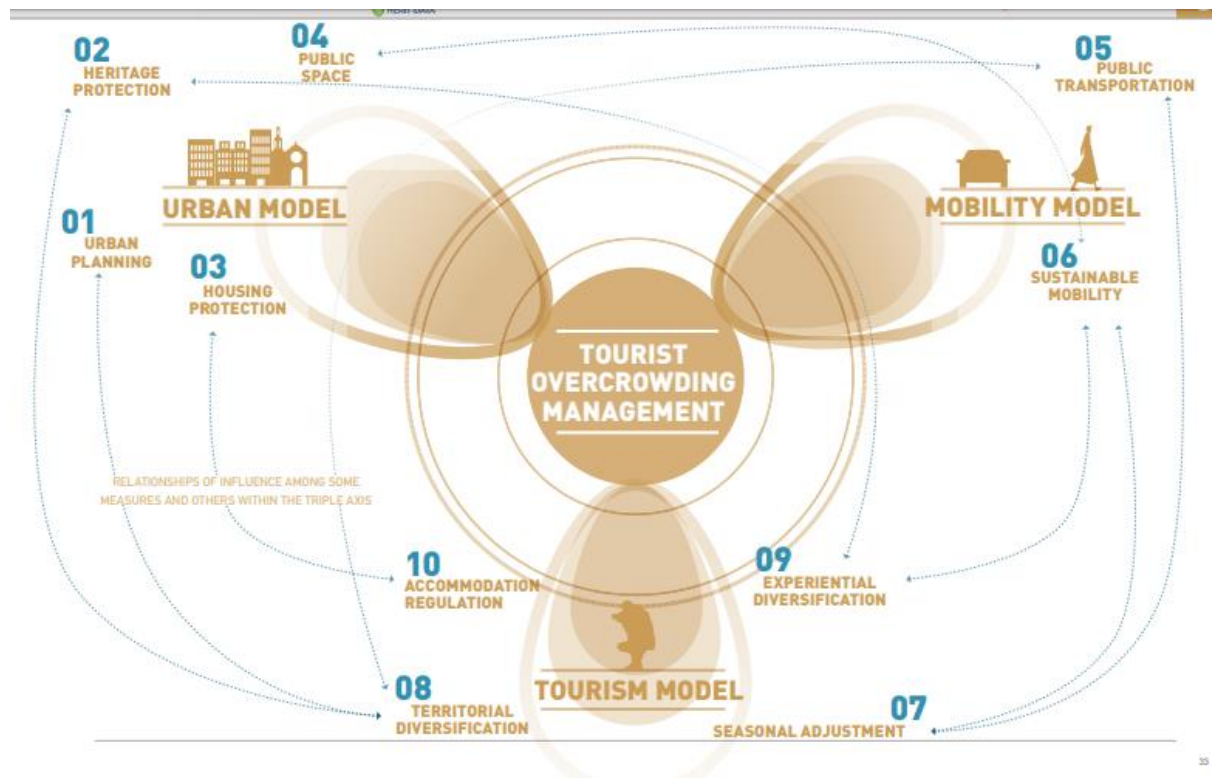 02
HERITAGE
PROTECTION
04
PUBLIC
SPACE
05
PUBLIC
TRANSPORTATION
URBAN MODEL
MOBILITY MODEL
01
URBAN
PLANNING
03
HOUSING
PROTECTION
06
SUSTAINABLE
MOBILITY
TOURIST
OVERCROWDING
MANAGEMENT
RELATIONSHIPS OF INFLUENCE AMONG SOME
MEASURES AND OTHERS WITHIN THE TRIPLE AXIS
10
ACCOMMODATION
REGULATION
09
EXPERIENTIAL
DIVERSIFICATION
TOURISM MODEL
08
TERRITORIAL
DIVERSIFICATION
07
SEASONAL ADJUSTMENT